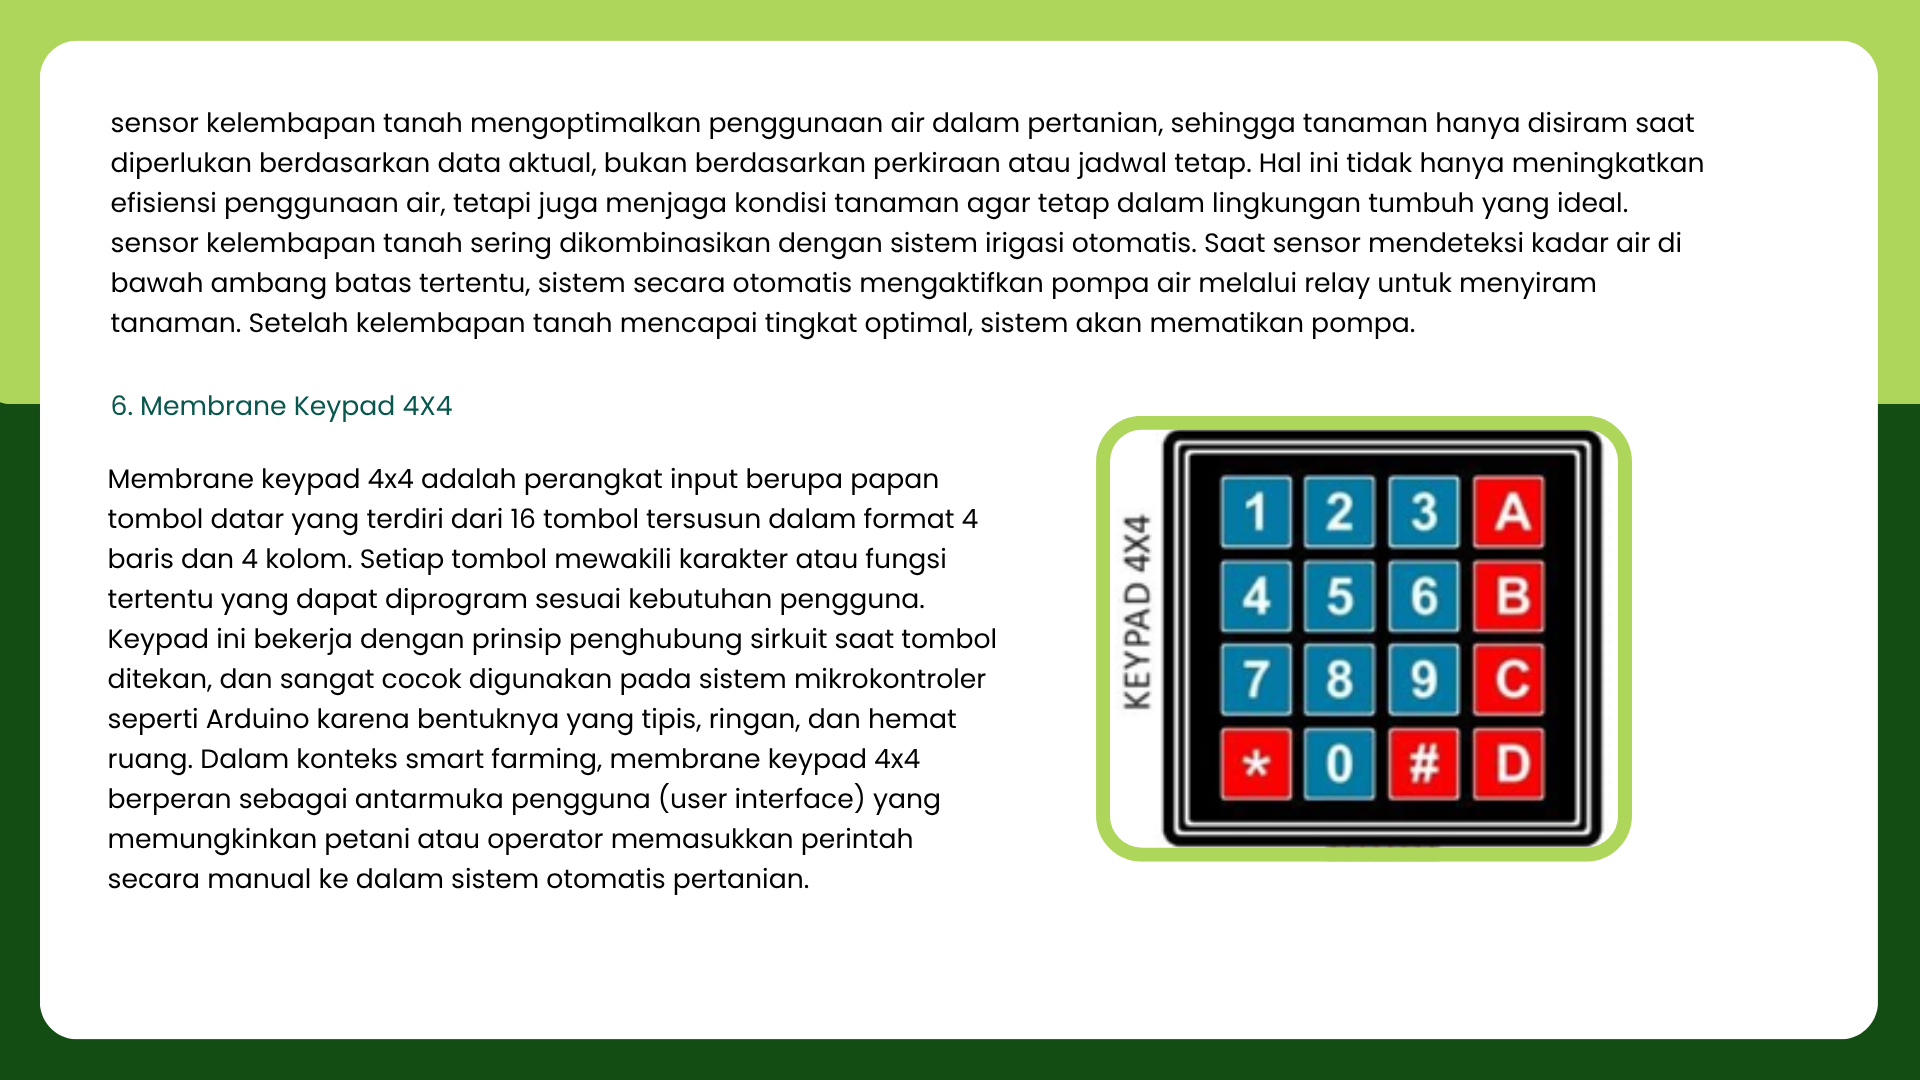 sensor kelembapan tanah mengoptimalkan penggunaan air dalam pertanian, sehingga tanaman hanya disiram saat
diperlukan berdasarkan data aktual, bukan berdasarkan perkiraan atau jadwal tetap. Hal ini tidak hanya meningkatkan
efisiensi penggunaan air, tetapi juga menjaga kondisi tanaman agar tetap dalam lingkungan tumbuh yang ideal.
sensor kelembapan tanah sering dikombinasikan dengan sistem irigasi otomatis. Saat sensor mendeteksi kadar air di
bawah ambang batas tertentu, sistem secara otomatis mengaktifkan pompa air melalui relay untuk menyiram
tanaman. Setelah kelembapan tanah mencapai tingkat optimal, sistem akan mematikan pompa.
6. Membrane Keypad 4X4
Membrane keypad 4x4 adalah perangkat input berupa papan
tombol datar yang terdiri dari 16 tombol tersusun dalam format 4
baris dan 4 kolom. Setiap tombol mewakili karakter atau fungsi
tertentu yang dapat diprogram sesuai kebutuhan pengguna.
Keypad ini bekerja dengan prinsip penghubung sirkuit saat tombol
ditekan, dan sangat cocok digunakan pada sistem mikrokontroler
seperti Arduino karena bentuknya yang tipis, ringan, dan hemat
ruang. Dalam konteks smart farming, membrane keypad 4x4
berperan sebagai antarmuka pengguna (user interface) yang
memungkinkan petani atau operator memasukkan perintah
secara manual ke dalam sistem otomatis pertanian.
KEYPAD 4X4
1 2 3 A
4 5 6 B
7 8 9 C
* 0 # D